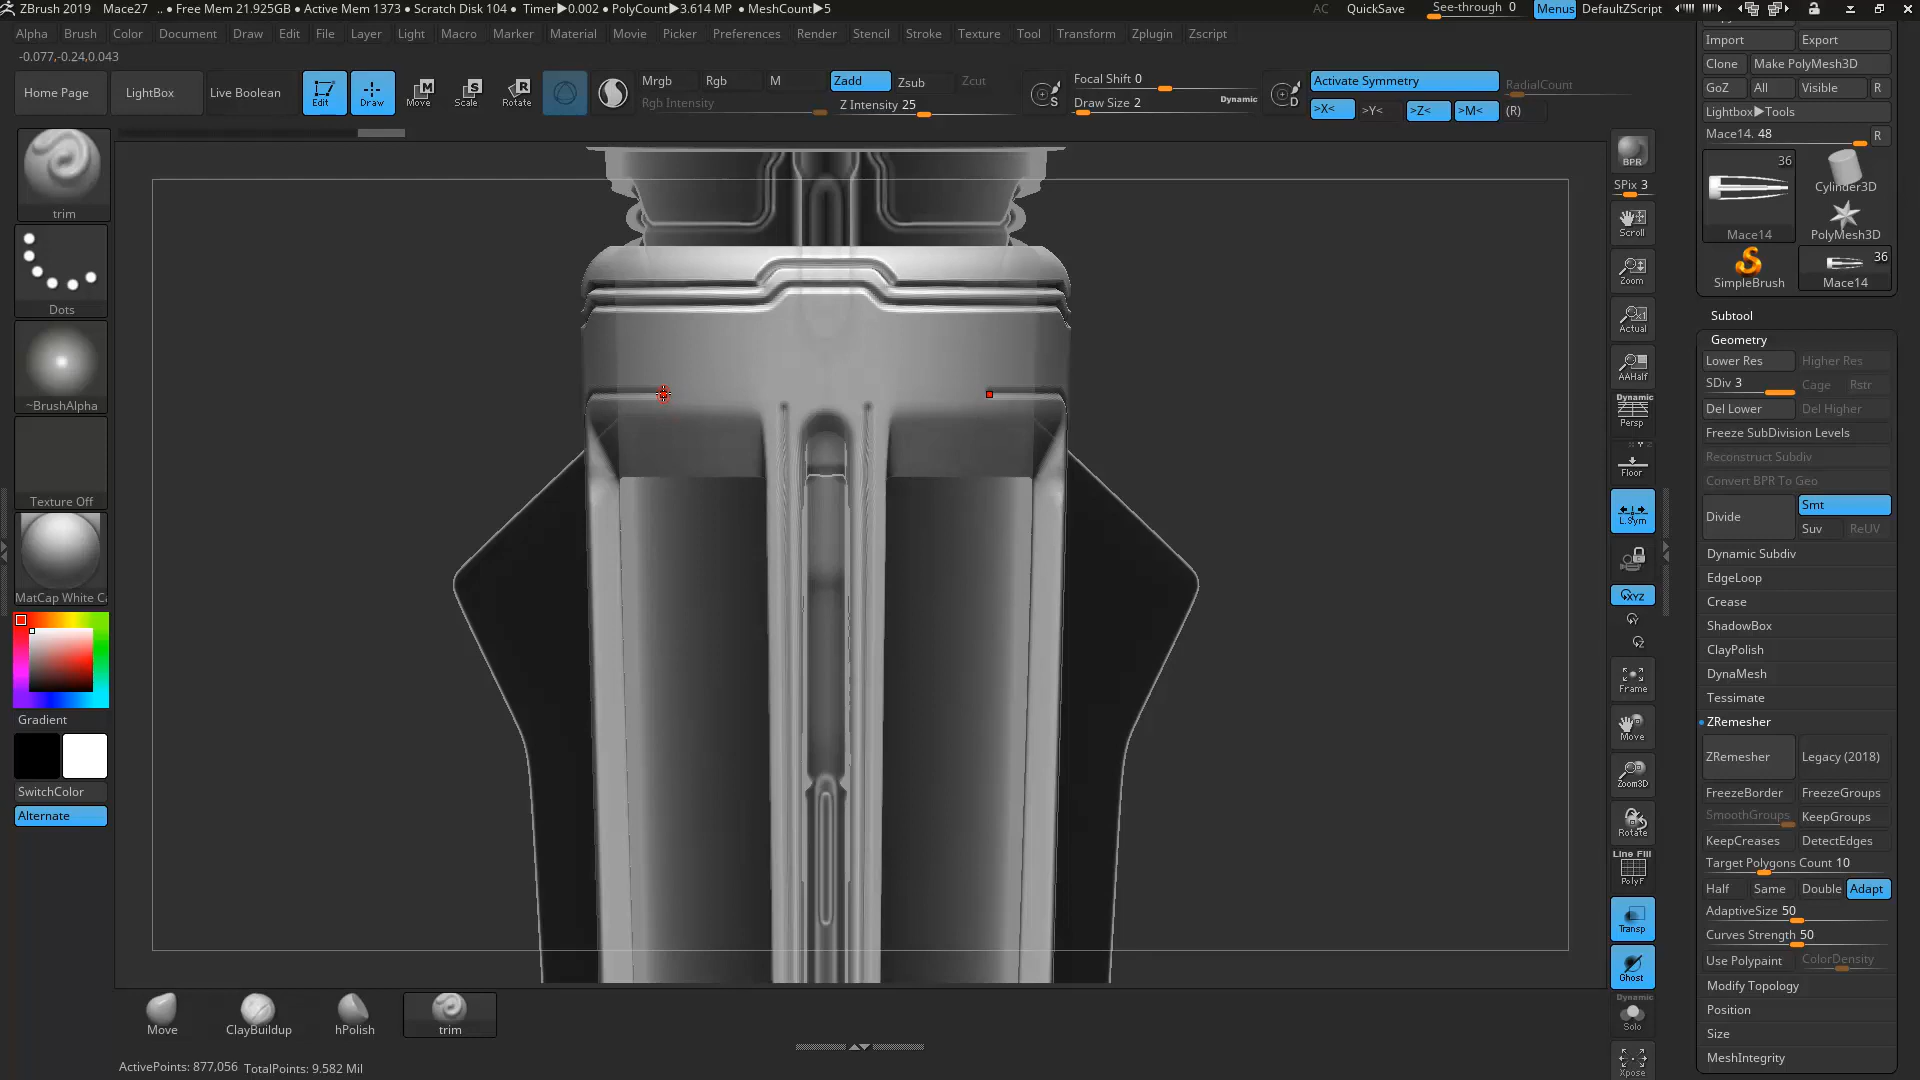 ZBrush 2019 Mace27 .. • Free Mem 21.925GB • Active Mem 1373 • Scratch Disk 104 • Timer▶0.002 • PolyCount▶3.614 MP • MeshCount▶5 AC QuickSave See-through 0 Menus DefaultZScript
Alpha Brush Color Document Draw Edit File Layer Light Macro Marker Material Movie Picker Preferences Render Stencil Stroke Texture Tool Transform Zplugin Zscript
-0.077,-0.24,0.043
Home Page LightBox Live Boolean Edit Draw Move Scale Rotate
Mrgb Rgb M Zadd Zsub Zcut
Rgb Intensity Z Intensity 25
Focal Shift 0
Draw Size 2 Dynamic
Activate Symmetry RadialCount
>X< >Y< >Z< >M< (R)
trim
Dots
~BrushAlpha
Texture Off
MatCap White Ca
Gradient
SwitchColor
Alternate
BPR
SPix 3
Scroll
Zoom
Actual
AAHalf
Dynamic
Persp
Floor
L.Sym
XYZ
Frame
Move
Zoom3D
Rotate
Line Fill
PolyF
Transp
Ghost
Dynamic
Solo
Xpose
Import Export
Clone Make PolyMesh3D
GoZ All Visible R
Lightbox▶Tools
Mace14. 48 R
36
Mace14
Cylinder3D
PolyMesh3D
SimpleBrush
36
Mace14
Subtool
Geometry
Lower Res Higher Res
SDiv 3 Cage Rstr
Del Lower Del Higher
Freeze SubDivision Levels
Reconstruct Subdiv
Convert BPR To Geo
Divide Smt
Suv ReUV
Dynamic Subdiv
EdgeLoop
Crease
ShadowBox
ClayPolish
DynaMesh
Tessimate
ZRemesher
ZRemesher Legacy (2018)
FreezeBorder FreezeGroups
SmoothGroups KeepGroups
KeepCreases DetectEdges
Target Polygons Count 10
Half Same Double Adapt
AdaptiveSize 50
Curves Strength 50
Use Polypaint ColorDensity
Modify Topology
Position
Size
MeshIntegrity
Move ClayBuildup hPolish trim
ActivePoints: 877,056 TotalPoints: 9.582 Mil